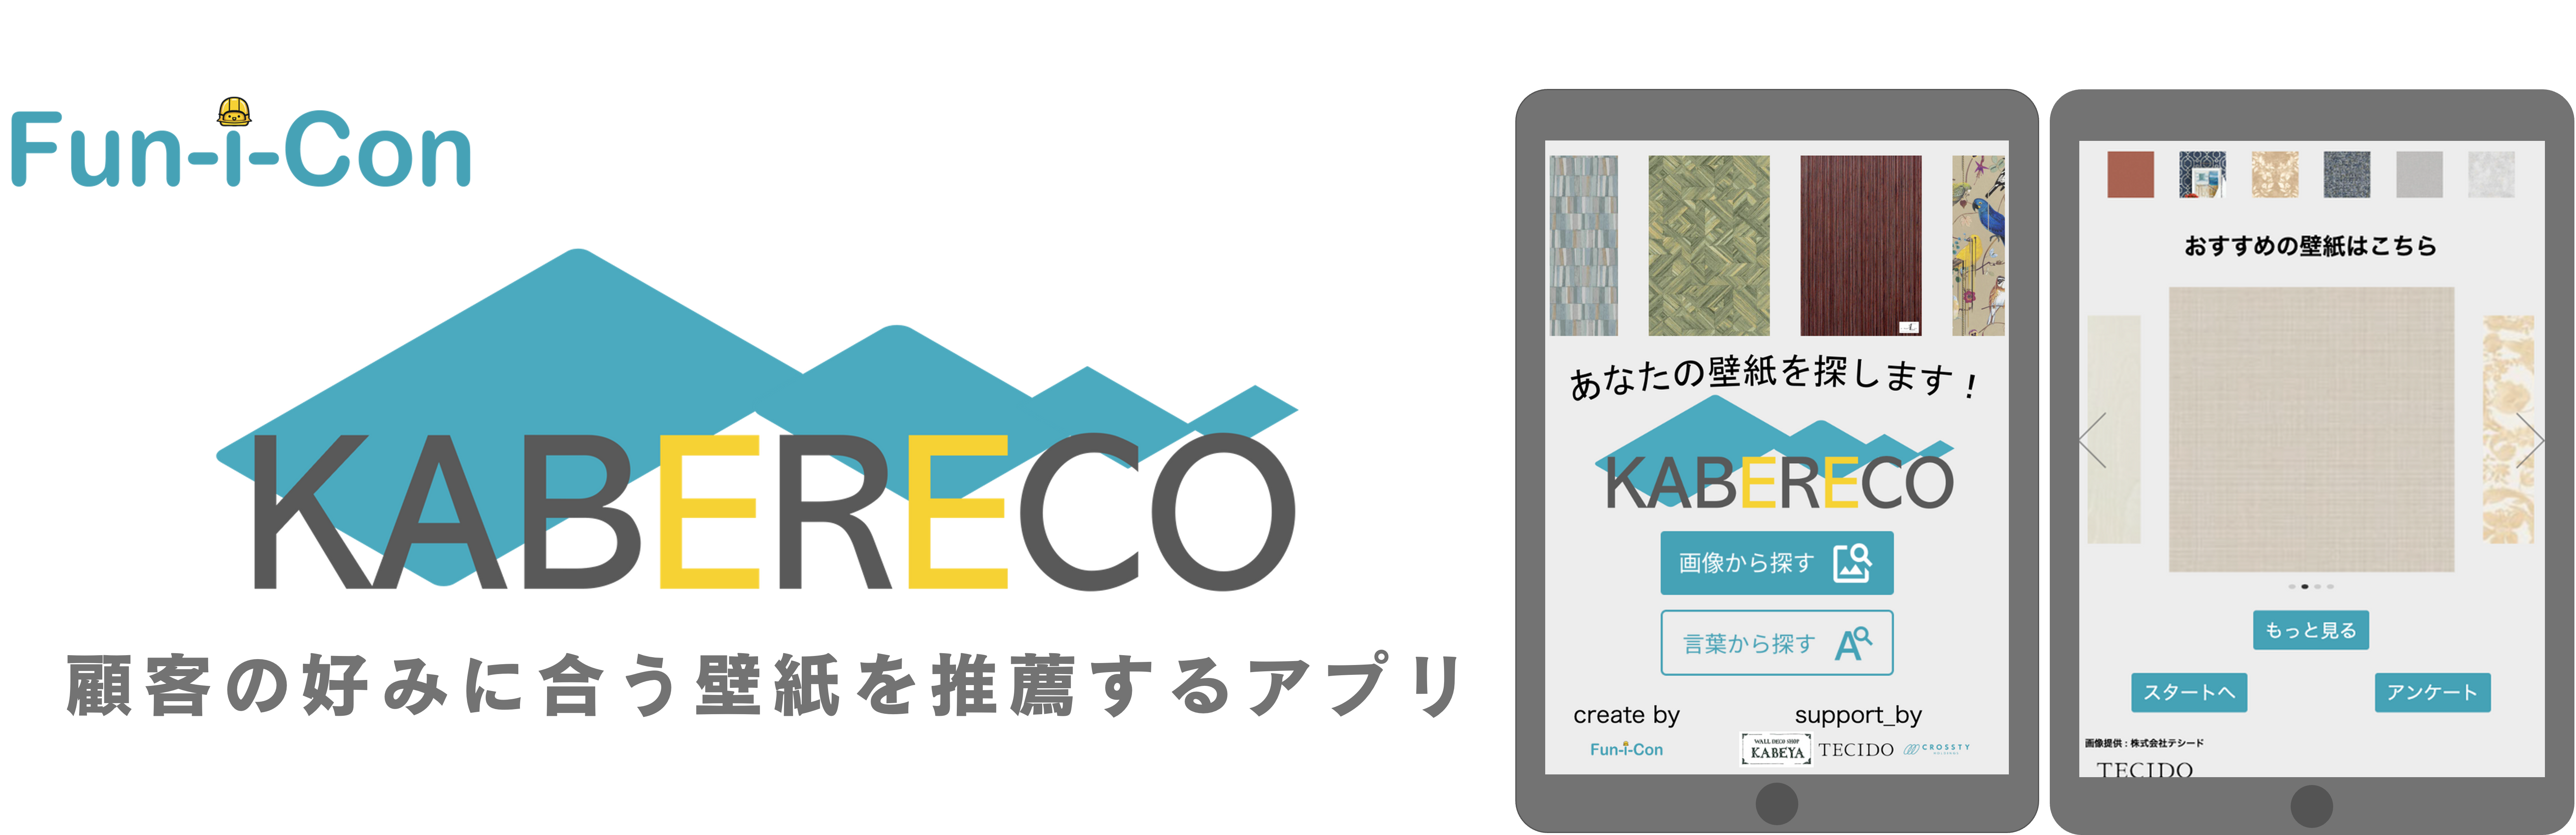 Fun-i-Con
KABERECO
顧客の好みに合う壁紙を推薦するアプリ
あなたの壁紙を探します！
KABERECO
画像から探す
言葉から探す
A
create by
support_by
Fun-i-Con
WALL DECO SHOP
KABEYA
TECIDO
CROSSTY
おすすめの壁紙はこちら
もっと見る
スタートへ
アンケート
画像提供：株式会社テシード
TECIDO